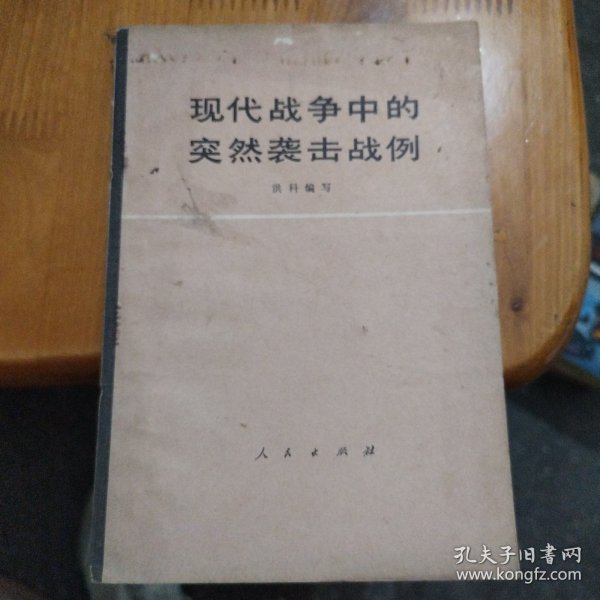 现代战争中的
突然袭击战例
洪科编写
人民出版社
孔夫子旧书网
www.kongfz.com